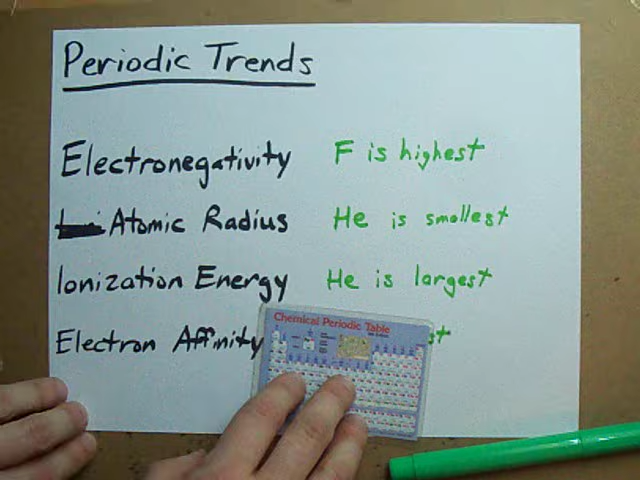 Periodic Trends
Electronegativity F is highest
Atomic Radius He is smallest
Ionization Energy He is largest
Electron Affinity
Chemical Periodic Table